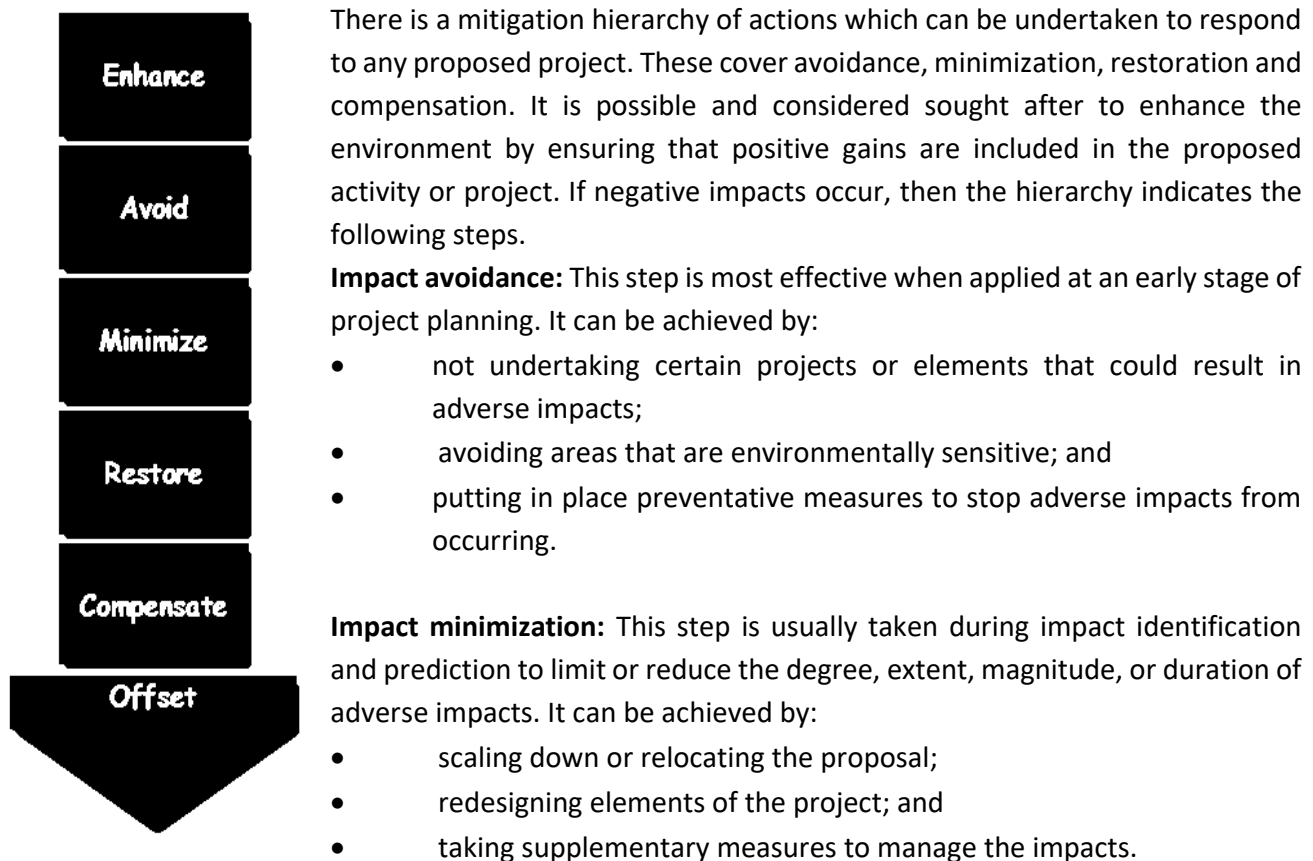 Enhance
Avoid
Minimize
Restore
Compensate
Offset
There is a mitigation hierarchy of actions which can be undertaken to respond
to any proposed project. These cover avoidance, minimization, restoration and
compensation. It is possible and considered sought after to enhance the
environment by ensuring that positive gains are included in the proposed
activity or project. If negative impacts occur, then the hierarchy indicates the
following steps.
Impact avoidance: This step is most effective when applied at an early stage of
project planning. It can be achieved by:
• not undertaking certain projects or elements that could result in
adverse impacts;
• avoiding areas that are environmentally sensitive; and
• putting in place preventative measures to stop adverse impacts from
occurring.
Impact minimization: This step is usually taken during impact identification
and prediction to limit or reduce the degree, extent, magnitude, or duration of
adverse impacts. It can be achieved by:
• scaling down or relocating the proposal;
• redesigning elements of the project; and
• taking supplementary measures to manage the impacts.